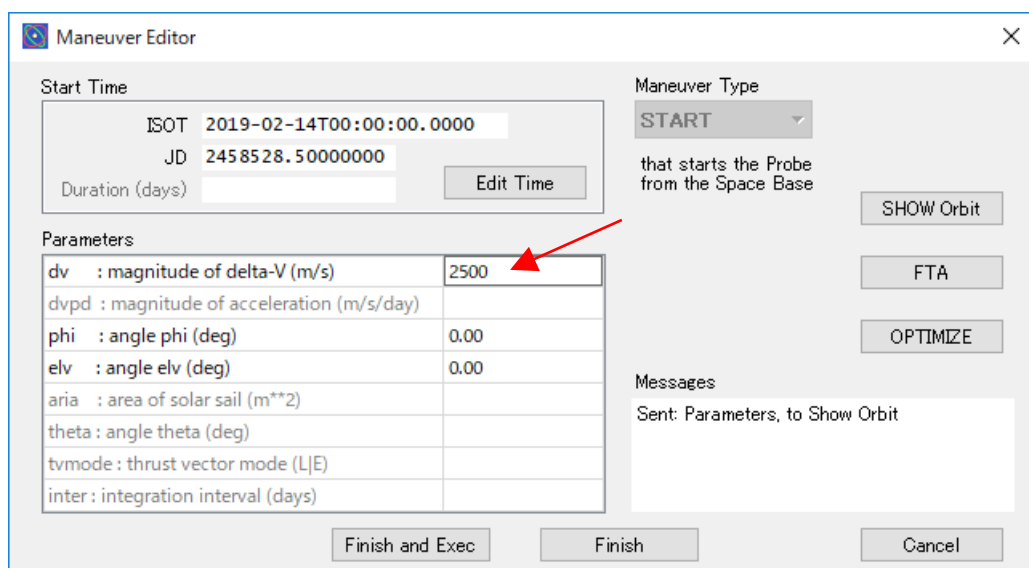 Maneuver Editor
Start Time
ISOT 2019-02-14T00:00:00.0000
JD 2458528.50000000
Duration (days)
Edit Time
Maneuver Type
START
that starts the Probe
from the Space Base
SHOW Orbit
FTA
OPTIMIZE
Parameters
dv : magnitude of delta-V (m/s) 2500
dvpd : magnitude of acceleration (m/s/day)
phi : angle phi (deg) 0.00
elv : angle elv (deg) 0.00
aria : area of solar sail (m**2)
theta : angle theta (deg)
tvmode : thrust vector mode (L|E)
inter : integration interval (days)
Messages
Sent: Parameters, to Show Orbit
Finish and Exec
Finish
Cancel